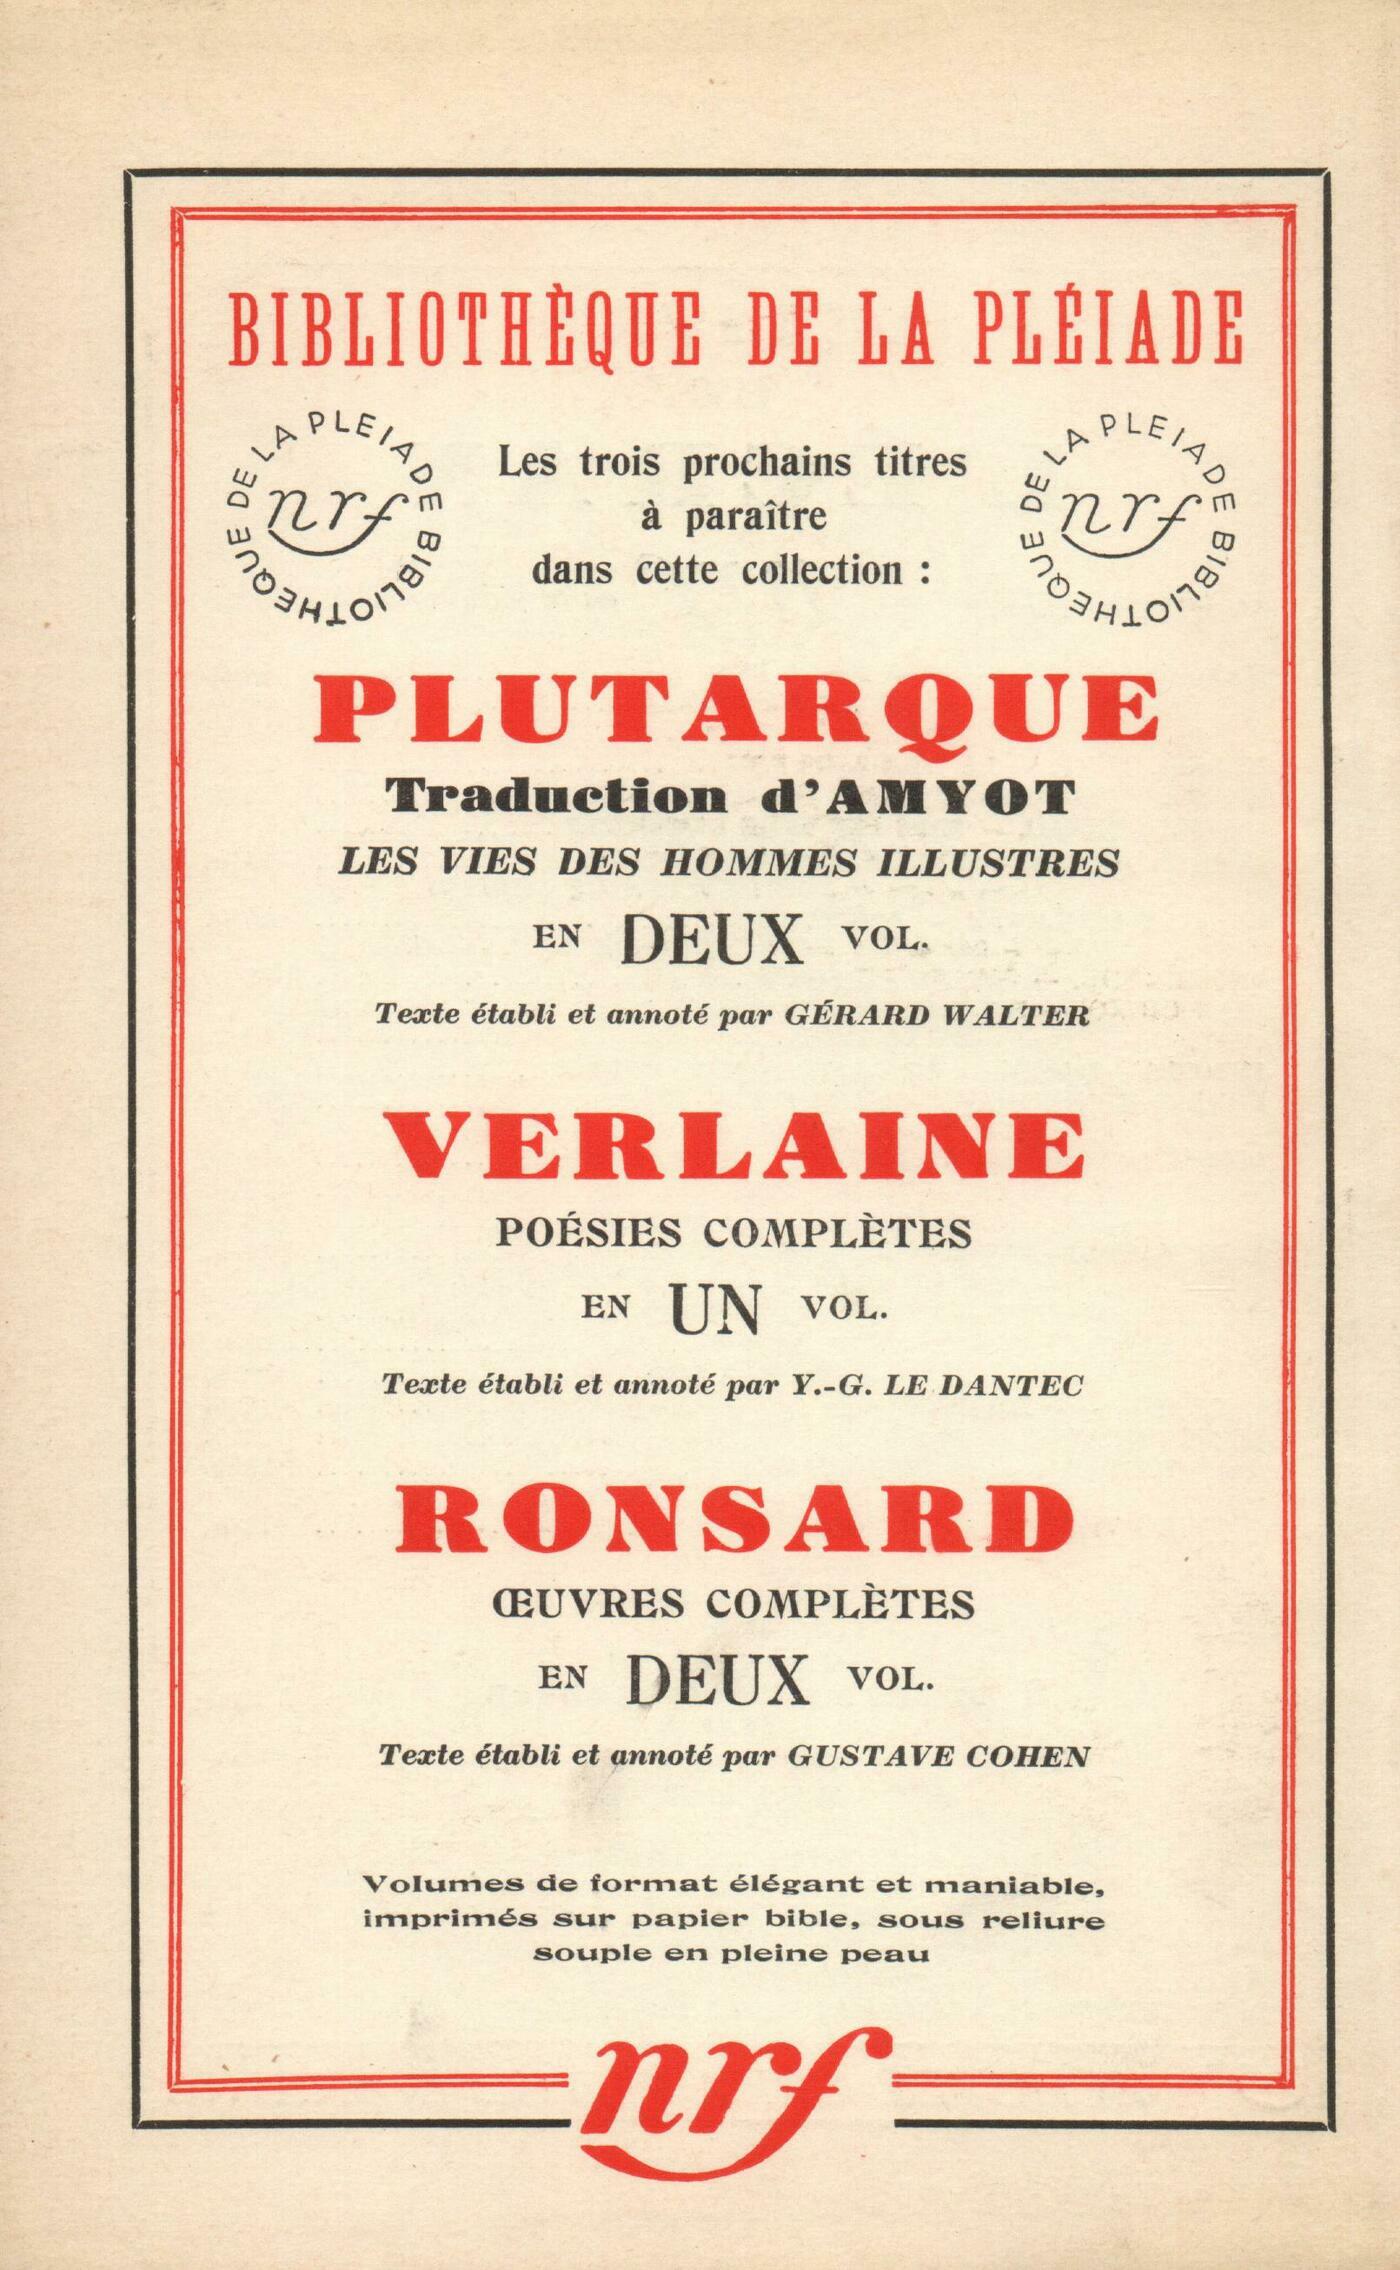 BIBLIOTHÈQUE DE LA PLÉIADE
BIBLIOTHEQUE DE LA PLEIADE
nrf
Les trois prochains titres
à paraître
dans cette collection :
BIBLIOTHEQUE DE LA PLEIADE
nrf
PLUTARQUE
Traduction d'AMYOT
LES VIES DES HOMMES ILLUSTRES
EN DEUX VOL.
Texte établi et annoté par GÉRARD WALTER
VERLAINE
POÉSIES COMPLÈTES
EN UN VOL.
Texte établi et annoté par Y.-G. LE DANTEC
RONSARD
ŒUVRES COMPLÈTES
EN DEUX VOL.
Texte établi et annoté par GUSTAVE COHEN
Volumes de format élégant et maniable,
imprimés sur papier bible, sous reliure
souple en pleine peau
nrf